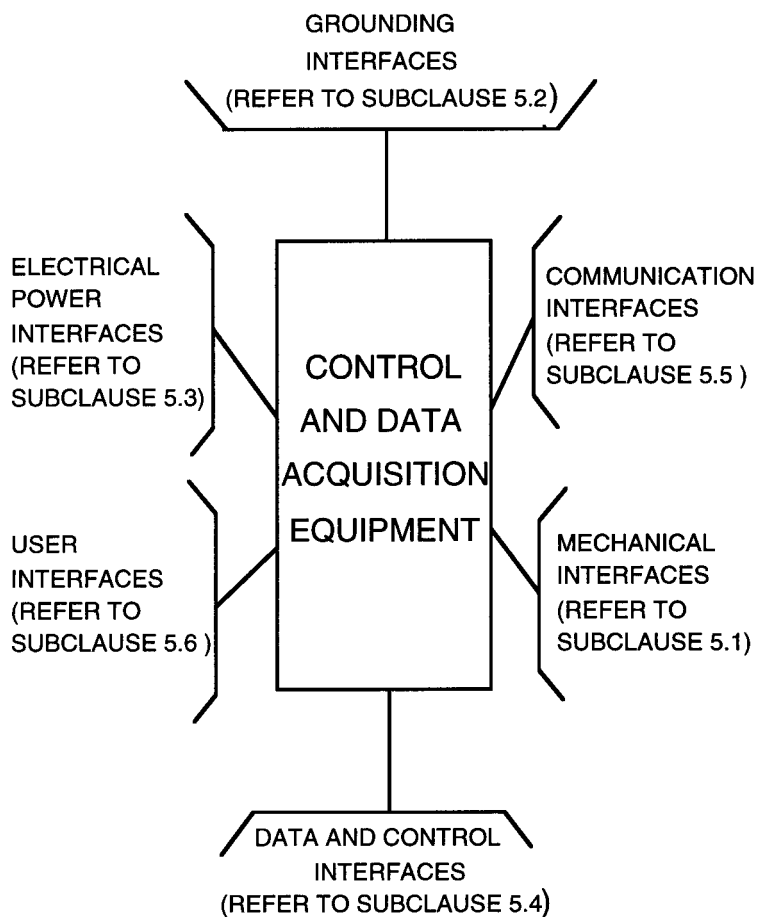 GROUNDING
INTERFACES
(REFER TO SUBCLAUSE 5.2)
ELECTRICAL
POWER
INTERFACES
(REFER TO
SUBCLAUSE 5.3)
COMMUNICATION
INTERFACES
(REFER TO
SUBCLAUSE 5.5 )
CONTROL
AND DATA
ACQUISITION
EQUIPMENT
USER
INTERFACES
(REFER TO
SUBCLAUSE 5.6 )
MECHANICAL
INTERFACES
(REFER TO
SUBCLAUSE 5.1)
DATA AND CONTROL
INTERFACES
(REFER TO SUBCLAUSE 5.4)